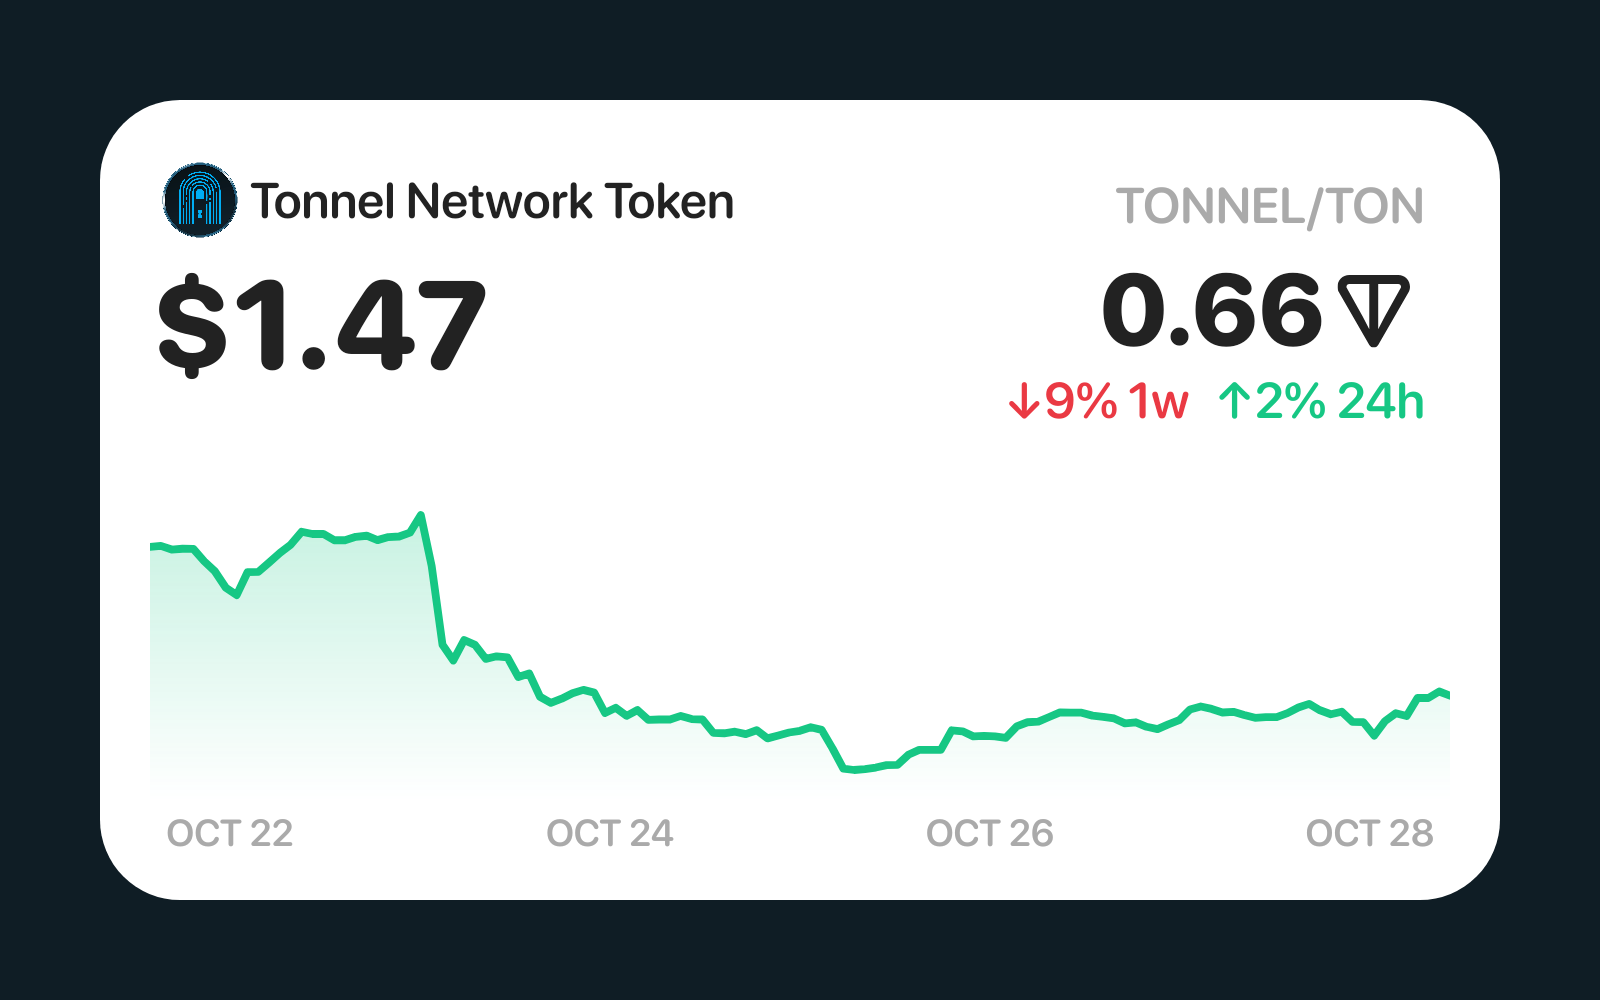 Tonnel Network Token
TONNEL/TON
$1.47
0.66
↓9% 1w ↑2% 24h
OCT 22 OCT 24 OCT 26 OCT 28